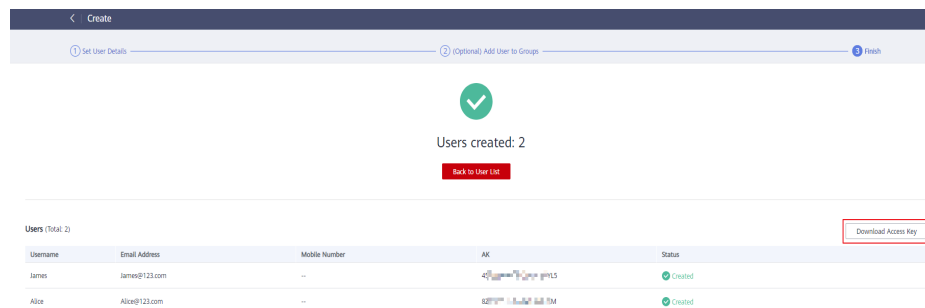 Create
1 Set User Details
2 (Optional) Add User to Groups
3 Finish
Users created: 2
Back to User List
Users (Total: 2)
Download Access Key
Username Email Address Mobile Number AK Status
James James@123.com -- Created
Alice Alice@123.com -- Created